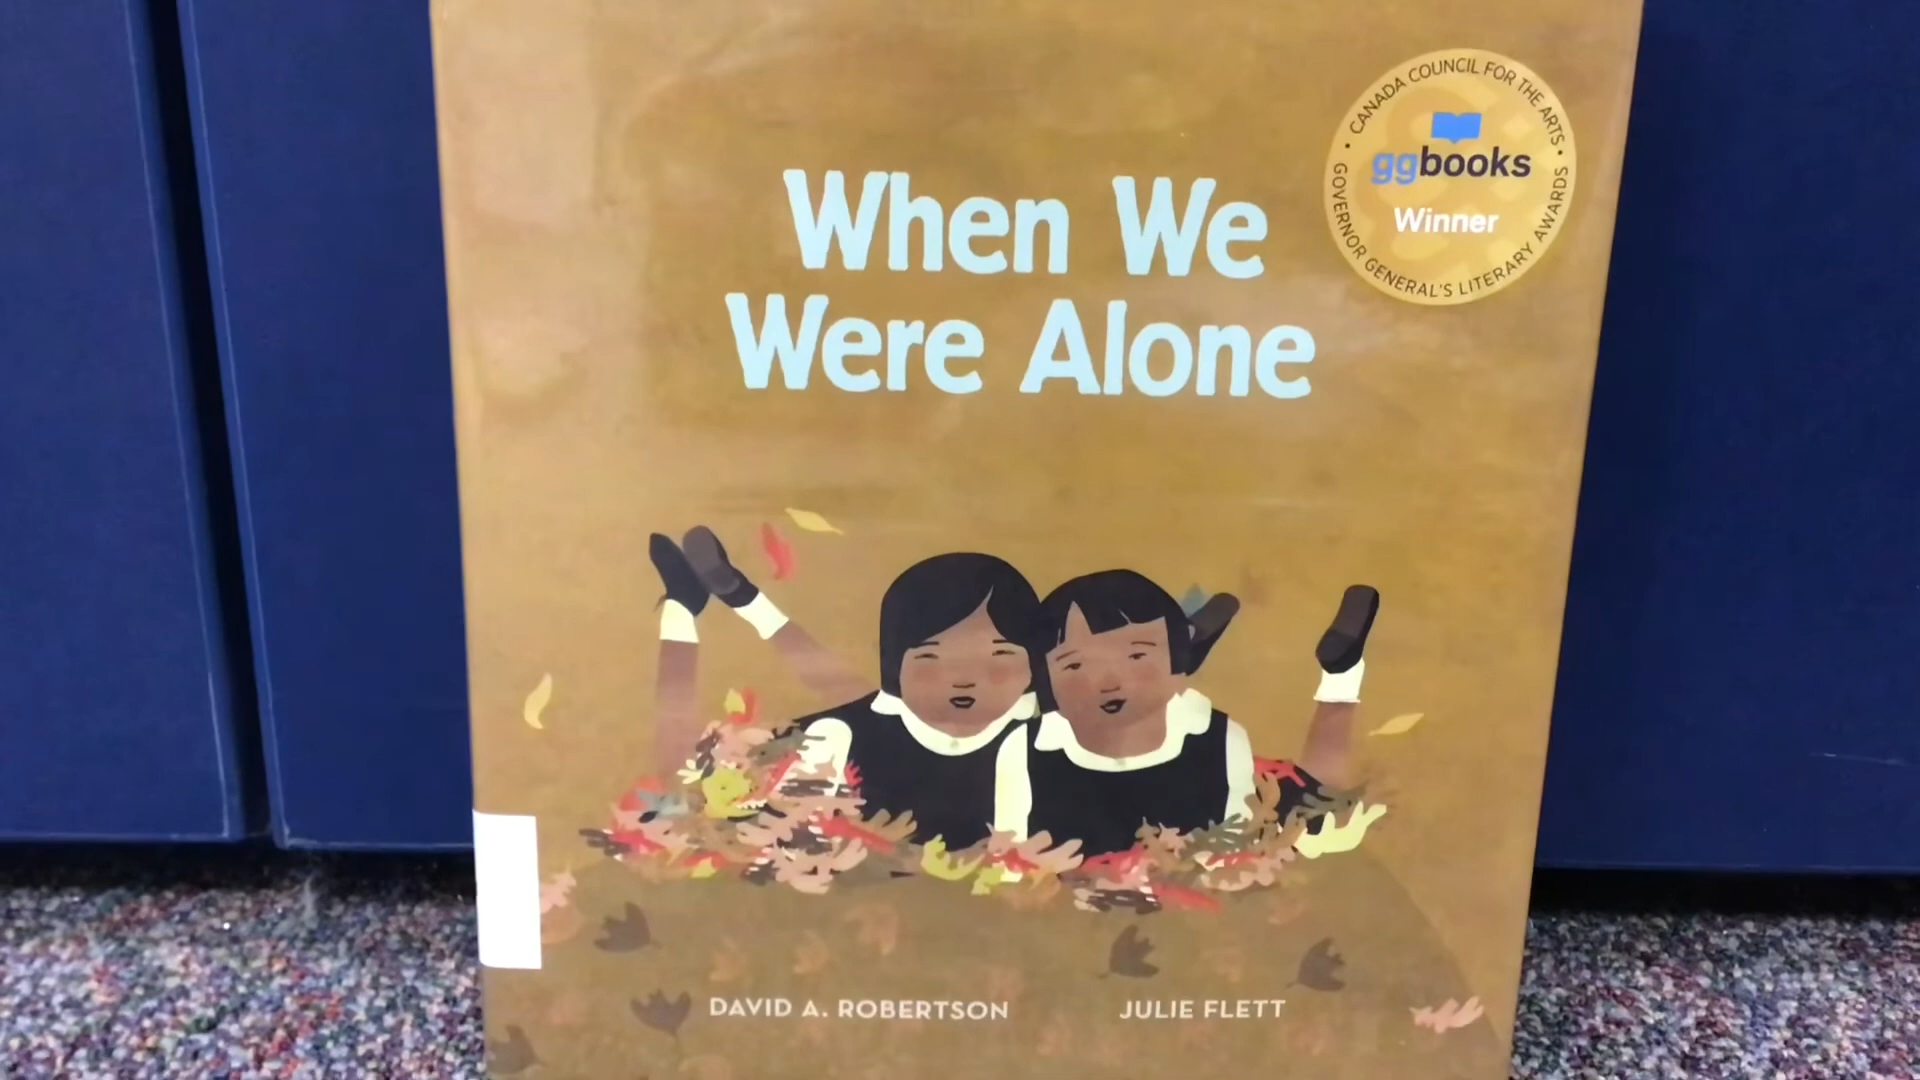 When We
Were Alone
CANADA COUNCIL FOR THE ARTS
ggbooks
Winner
GOVERNOR GENERAL'S LITERARY AWARDS
DAVID A. ROBERTSON
JULIE FLETT